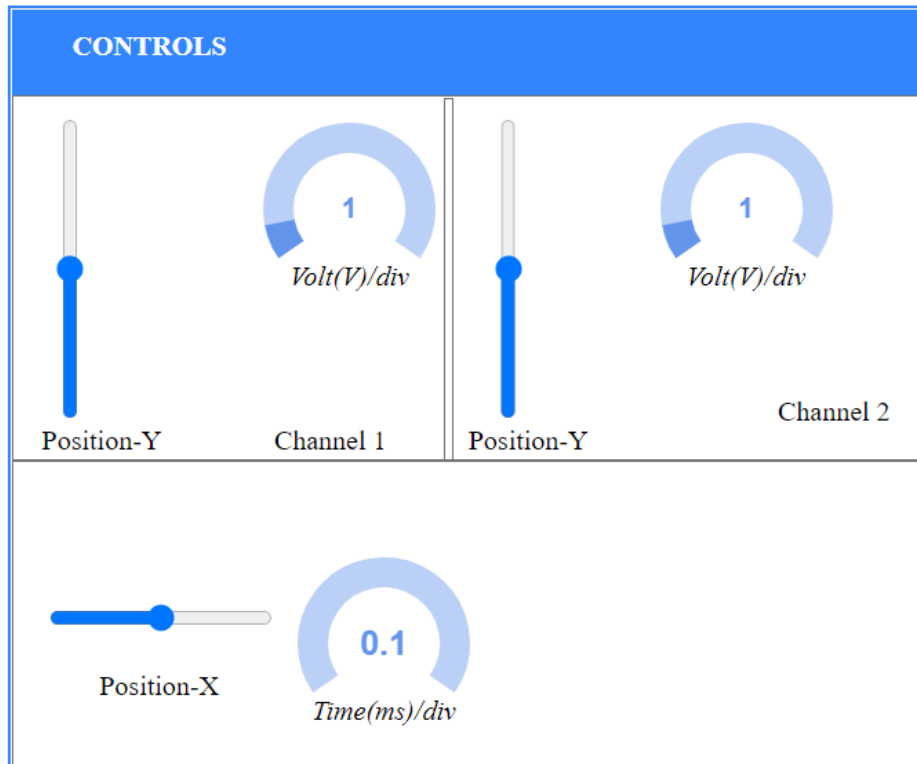 CONTROLS
1
Volt(V)/div
Position-Y
Channel 1
1
Volt(V)/div
Position-Y
Channel 2
Position-X
0.1
Time(ms)/div